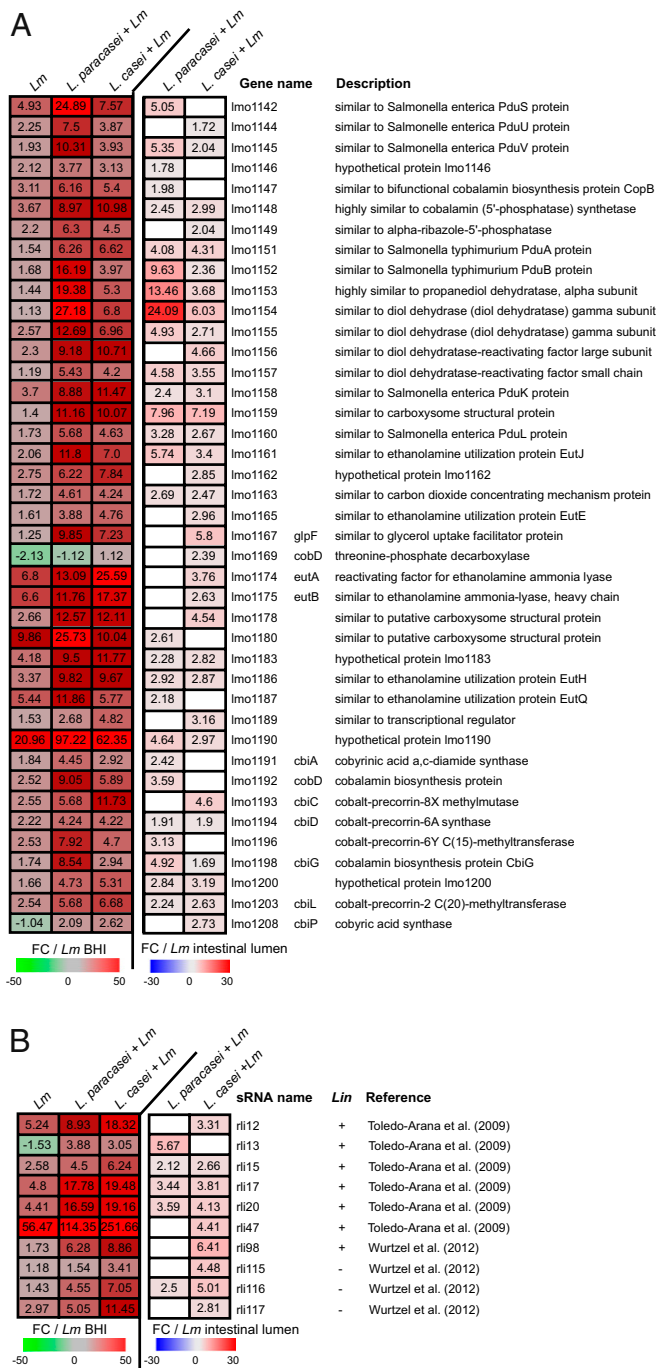 A
Lm L. paracasei + Lm L. casei + Lm L. paracasei + Lm L. casei + Lm
Gene name Description
4.93 24.89 7.57 5.05 lmo1142 similar to Salmonella enterica PduS protein
2.25 7.5 3.87 1.72 lmo1144 similar to Salmonelle enterica PduU protein
1.93 10.31 3.93 5.35 2.04 lmo1145 similar to Salmonella enterica PduV protein
2.12 3.77 3.13 1.78 lmo1146 hypothetical protein lmo1146
3.11 6.16 5.4 1.98 lmo1147 similar to bifunctional cobalamin biosynthesis protein CopB
3.67 8.97 10.98 2.45 2.99 lmo1148 highly similar to cobalamin (5'-phosphatase) synthetase
2.2 6.3 4.5 2.04 lmo1149 similar to alpha-ribazole-5'-phosphatase
1.54 6.26 6.62 4.08 4.31 lmo1151 similar to Salmonella typhimurium PduA protein
1.68 16.19 3.97 9.63 2.36 lmo1152 similar to Salmonella typhimurium PduB protein
1.44 19.38 5.3 13.46 3.68 lmo1153 highly similar to propanediol dehydratase, alpha subunit
1.13 27.18 6.8 24.09 6.03 lmo1154 similar to diol dehydrase (diol dehydratase) gamma subunit
2.57 12.69 6.96 4.93 2.71 lmo1155 similar to diol dehydrase (diol dehydratase) gamma subunit
2.3 9.18 10.71 4.66 lmo1156 similar to diol dehydratase-reactivating factor large subunit
1.19 5.43 4.2 4.58 3.55 lmo1157 similar to diol dehydratase-reactivating factor small chain
3.7 8.88 11.47 2.4 3.1 lmo1158 similar to Salmonella enterica PduK protein
1.4 11.16 10.07 7.96 7.19 lmo1159 similar to carboxysome structural protein
1.73 5.68 4.63 3.28 2.67 lmo1160 similar to Salmonella enterica PduL protein
2.06 11.8 7.0 5.74 3.4 lmo1161 similar to ethanolamine utilization protein EutJ
2.75 6.22 7.84 2.85 lmo1162 hypothetical protein lmo1162
1.72 4.61 4.24 2.69 2.47 lmo1163 similar to carbon dioxide concentrating mechanism protein
1.61 3.88 4.76 2.96 lmo1165 similar to ethanolamine utilization protein EutE
1.25 9.85 7.23 5.8 lmo1167 glpF similar to glycerol uptake facilitator protein
-2.13 -1.12 1.12 2.39 lmo1169 cobD threonine-phosphate decarboxylase
6.8 13.09 25.59 3.76 lmo1174 eutA reactivating factor for ethanolamine ammonia lyase
6.6 11.76 17.37 2.63 lmo1175 eutB similar to ethanolamine ammonia-lyase, heavy chain
2.66 12.57 12.11 4.54 lmo1178 similar to putative carboxysome structural protein
9.86 25.73 10.04 2.61 lmo1180 similar to putative carboxysome structural protein
4.18 9.5 11.77 2.28 2.82 lmo1183 hypothetical protein lmo1183
3.37 9.82 9.67 2.92 2.87 lmo1186 similar to ethanolamine utilization protein EutH
5.44 11.86 5.77 2.18 lmo1187 similar to ethanolamine utilization protein EutQ
1.53 2.68 4.82 3.16 lmo1189 similar to transcriptional regulator
20.96 97.22 62.35 4.64 2.97 lmo1190 hypothetical protein lmo1190
1.84 4.45 2.92 2.42 lmo1191 cbiA cobyrinic acid a,c-diamide synthase
2.52 9.05 5.89 3.59 lmo1192 cobD cobalamin biosynthesis protein
2.55 5.68 11.73 4.6 lmo1193 cbiC cobalt-precorrin-8X methylmutase
2.22 4.24 4.22 1.91 1.9 lmo1194 cbiD cobalt-precorrin-6A synthase
2.53 7.92 4.7 3.13 lmo1196 cobalt-precorrin-6Y C(15)-methyltransferase
1.74 8.54 2.94 4.92 1.69 lmo1198 cbiG cobalamin biosynthesis protein CbiG
1.66 4.73 5.31 2.84 3.19 lmo1200 hypothetical protein lmo1200
2.54 5.68 6.68 2.24 2.63 lmo1203 cbiL cobalt-precorrin-2 C(20)-methyltransferase
-1.04 2.09 2.62 2.73 lmo1208 cbiP cobyric acid synthase
FC / Lm BHI FC / Lm intestinal lumen
-50 0 50 -30 0 30
B
Lm L. paracasei + Lm L. casei + Lm L. paracasei + Lm L. casei +Lm
sRNA name Lin Reference
5.24 8.93 18.32 3.31 rli12 + Toledo-Arana et al. (2009)
-1.53 3.88 3.05 5.67 rli13 + Toledo-Arana et al. (2009)
2.58 4.5 6.24 2.12 2.66 rli15 + Toledo-Arana et al. (2009)
4.8 17.78 19.48 3.44 3.81 rli17 + Toledo-Arana et al. (2009)
4.41 16.59 19.16 3.59 4.13 rli20 + Toledo-Arana et al. (2009)
56.47 114.35 251.66 4.41 rli47 + Toledo-Arana et al. (2009)
1.73 6.28 8.86 6.41 rli98 + Wurtzel et al. (2012)
1.18 1.54 3.41 4.48 rli115 - Wurtzel et al. (2012)
1.43 4.55 7.05 2.5 5.01 rli116 - Wurtzel et al. (2012)
2.97 5.05 11.45 2.81 rli117 - Wurtzel et al. (2012)
FC / Lm BHI FC / Lm intestinal lumen
-50 0 50 -30 0 30